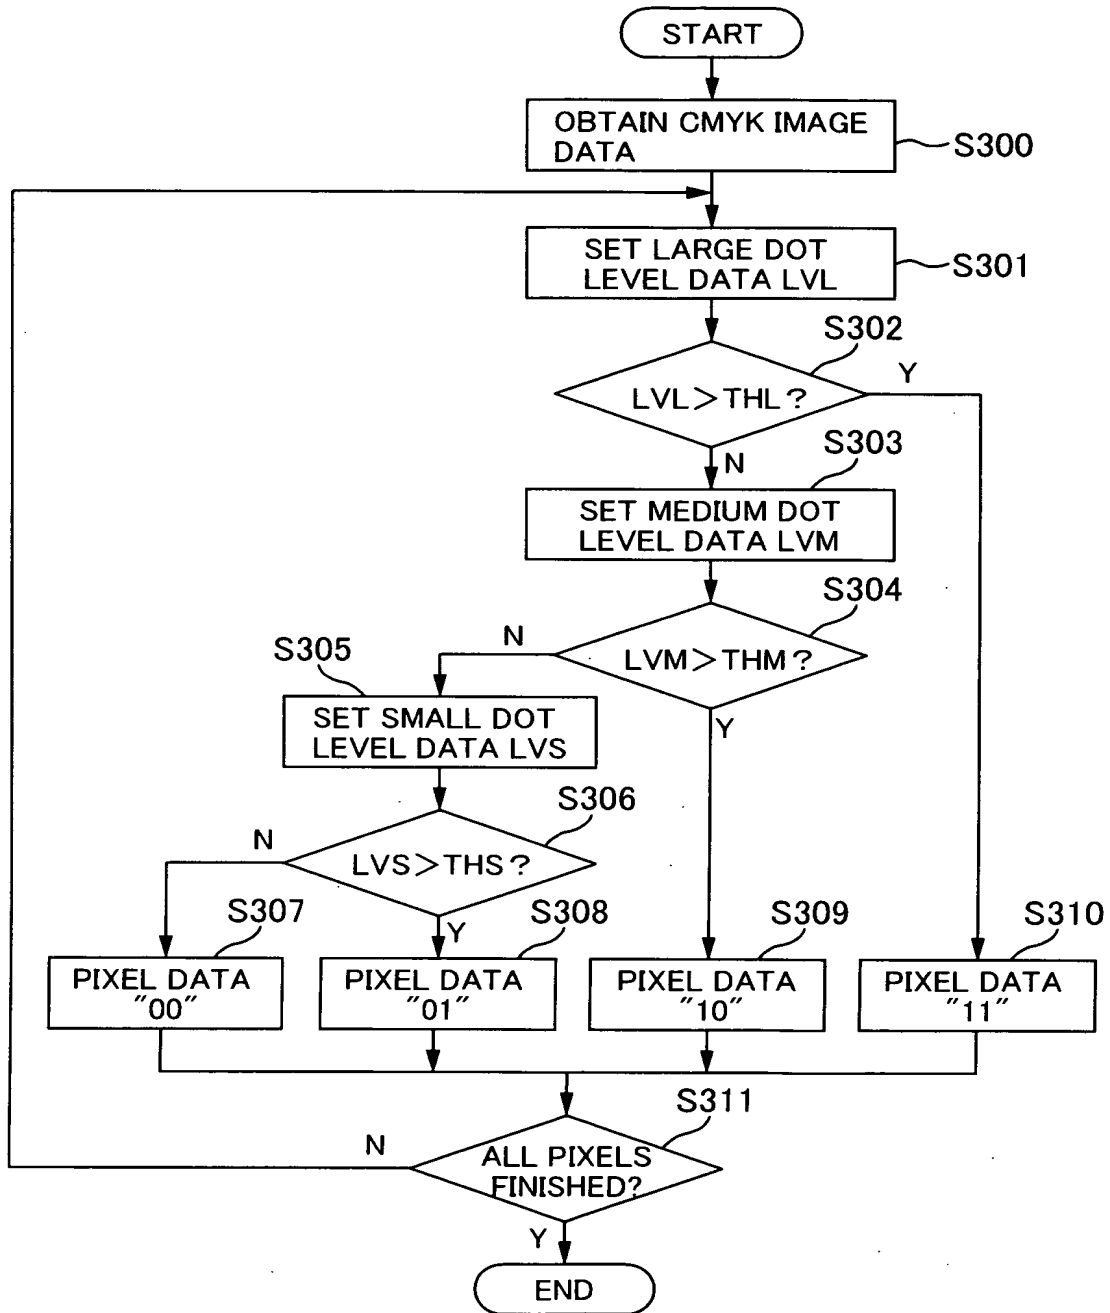 START
OBTAIN CMYK IMAGE
DATA
S300
SET LARGE DOT
LEVEL DATA LVL
S301
S302
LVL>THL?
Y
N
S303
SET MEDIUM DOT
LEVEL DATA LVM
S304
LVM>THM?
N
Y
S305
SET SMALL DOT
LEVEL DATA LVS
S306
LVS>THS?
N
Y
S307
PIXEL DATA
"00"
S308
PIXEL DATA
"01"
S309
PIXEL DATA
"10"
S310
PIXEL DATA
"11"
S311
ALL PIXELS
FINISHED?
N
Y
END